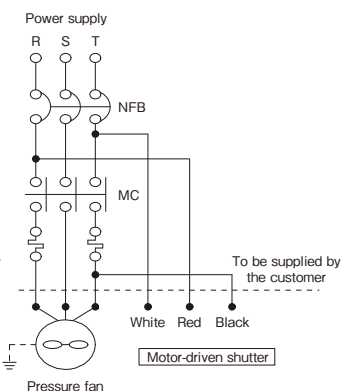 Power supply
R S T
NFB
MC
To be supplied by
the customer
White Red Black
Motor-driven shutter
Pressure fan